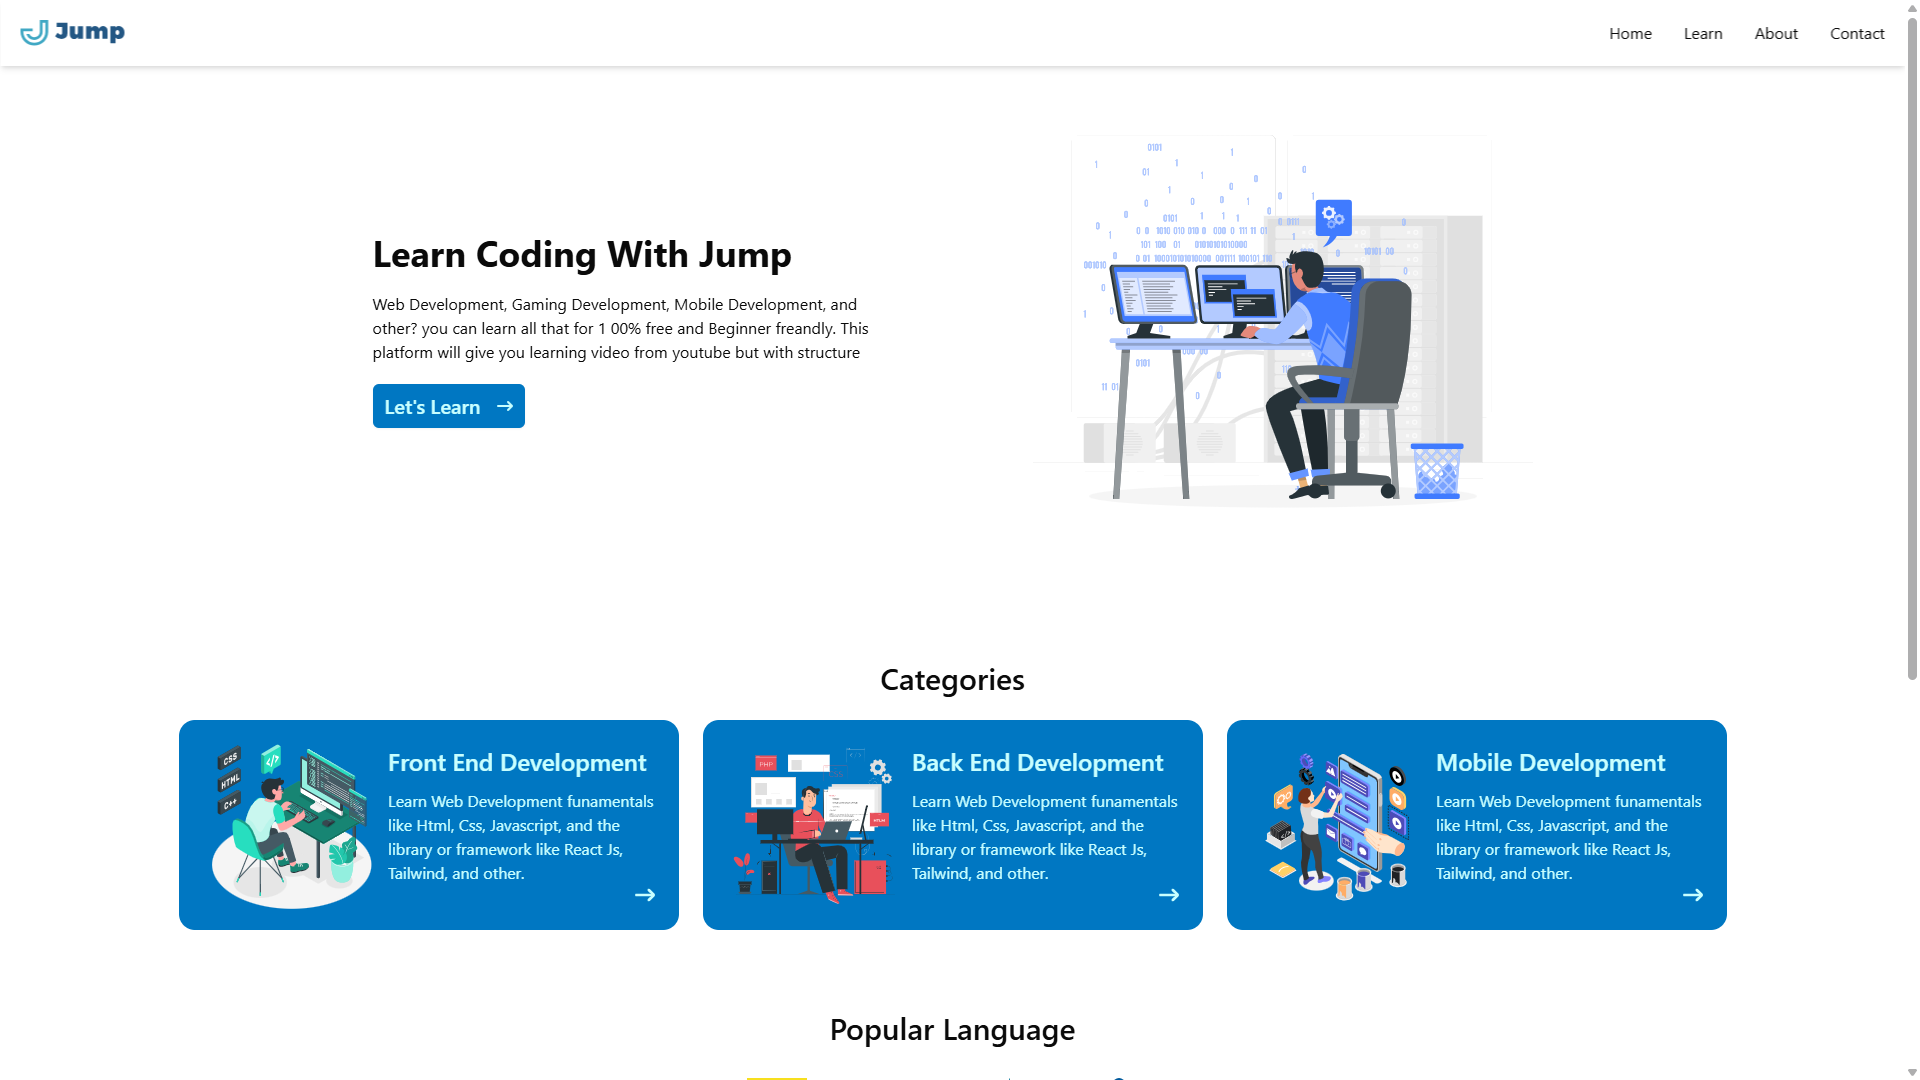 Jump
Home
Learn
About
Contact
Learn Coding With Jump
Web Development, Gaming Development, Mobile Development, and
other? you can learn all that for 1 00% free and Beginner freandly. This
platform will give you learning video from youtube but with structure
Let's Learn
Categories
CSS
HTML
C++
Front End Development
Learn Web Development funamentals
like Html, Css, Javascript, and the
library or framework like React Js,
Tailwind, and other.
PHP
HTML
Back End Development
Learn Web Development funamentals
like Html, Css, Javascript, and the
library or framework like React Js,
Tailwind, and other.
Mobile Development
Learn Web Development funamentals
like Html, Css, Javascript, and the
library or framework like React Js,
Tailwind, and other.
Popular Language